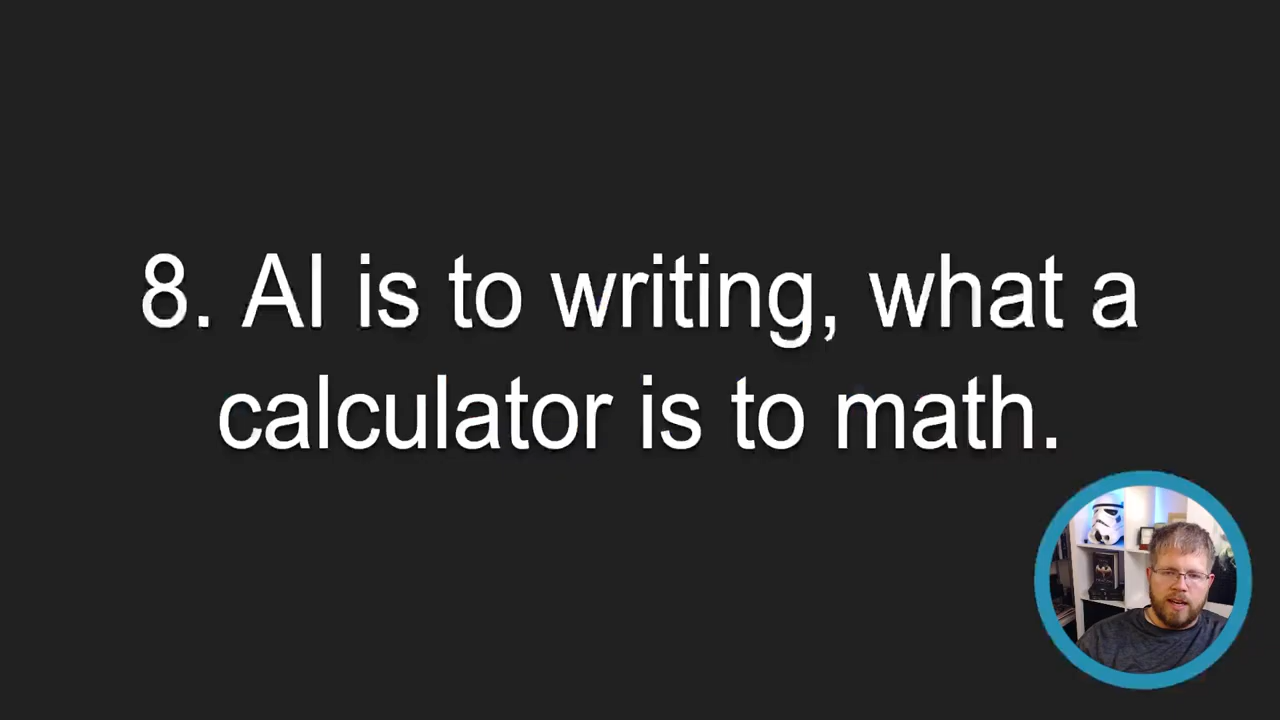 8. AI is to writing, what a
calculator is to math.